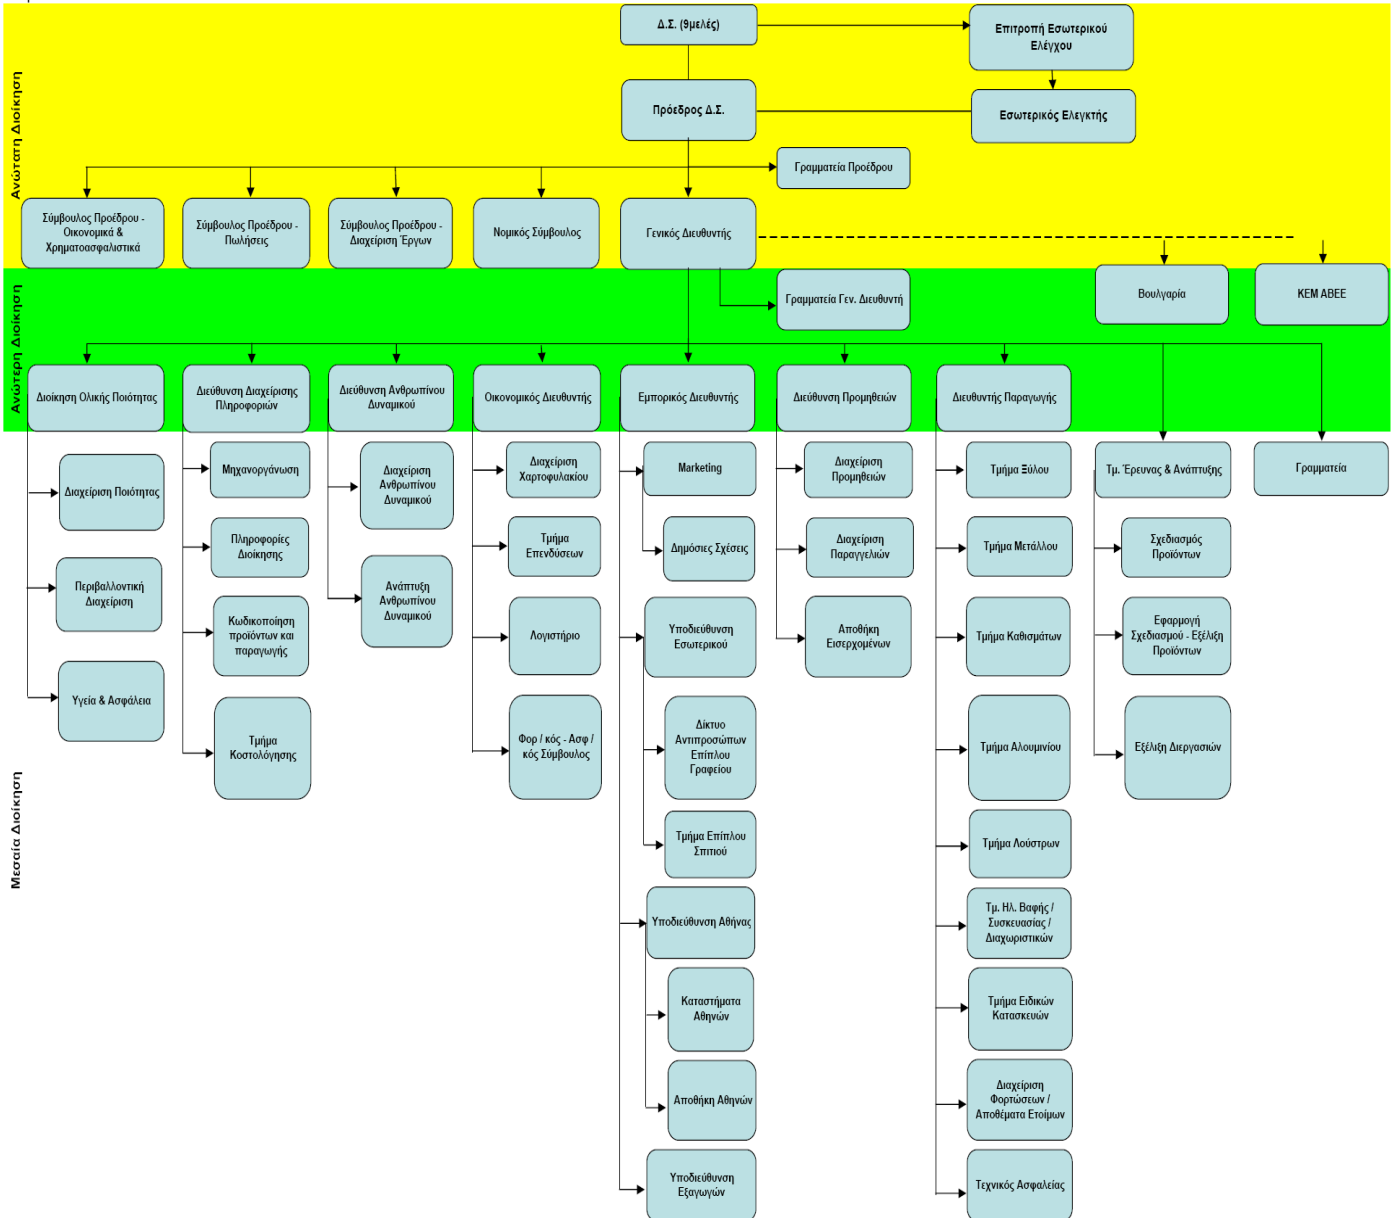 Δ.Σ. (9μελές)
Επιτροπή Εσωτερικού
Ελέγχου
Πρόεδρος Δ.Σ.
Εσωτερικός Ελεγκτής
Γραμματεία Προέδρου
Ανώτατη Διοίκηση
Σύμβουλος Προέδρου -
Οικονομικά &
Χρηματοασφαλιστικά
Σύμβουλος Προέδρου -
Πωλήσεις
Σύμβουλος Προέδρου -
Διαχείριση Έργων
Νομικός Σύμβουλος
Γενικός Διευθυντής
Γραμματεία Γεν. Διευθυντή
Βουλγαρία
ΚΕΜ ΑΒΕΕ
Ανώτερη Διοίκηση
Διοίκηση Ολικής Ποιότητας
Διεύθυνση Διαχείρισης
Πληροφοριών
Διεύθυνση Ανθρωπίνου
Δυναμικού
Οικονομικός Διευθυντής
Εμπορικός Διευθυντής
Διεύθυνση Προμηθειών
Διευθυντής Παραγωγής
Τμ. Έρευνας & Ανάπτυξης
Γραμματεία
Μεσαία Διοίκηση
Διαχείριση Ποιότητας
Περιβαλλοντική
Διαχείριση
Υγεία & Ασφάλεια
Μηχανοργάνωση
Πληροφορίες
Διοίκησης
Κωδικοποίηση
προϊόντων και
παραγωγής
Τμήμα
Κοστολόγησης
Διαχείριση
Ανθρωπίνου
Δυναμικού
Ανάπτυξη
Ανθρωπίνου
Δυναμικού
Διαχείριση
Χαρτοφυλακίου
Τμήμα
Επενδύσεων
Λογιστήριο
Φορ / κός - Ασφ /
κός Σύμβουλος
Marketing
Δημόσιες Σχέσεις
Υποδιεύθυνση
Εσωτερικού
Δίκτυο
Αντιπροσώπων
Επίπλου
Γραφείου
Τμήμα Επίπλου
Σπιτιού
Υποδιεύθυνση Αθήνας
Καταστήματα
Αθηνών
Αποθήκη Αθηνών
Υποδιεύθυνση
Εξαγωγών
Διαχείριση
Προμηθειών
Διαχείριση
Παραγγελιών
Αποθήκη
Εισερχομένων
Τμήμα Ξύλου
Τμήμα Μετάλλου
Τμήμα Καθισμάτων
Τμήμα Αλουμινίου
Τμήμα Λούστρων
Τμ. Ηλ. Βαφής /
Συσκευασίας /
Διαχωριστικών
Τμήμα Ειδικών
Κατασκευών
Διαχείριση
Φορτώσεων /
Αποθέματα Ετοίμων
Τεχνικός Ασφαλείας
Σχεδιασμός
Προϊόντων
Εφαρμογή
Σχεδιασμού - Εξέλιξη
Προϊόντων
Εξέλιξη Διεργασιών